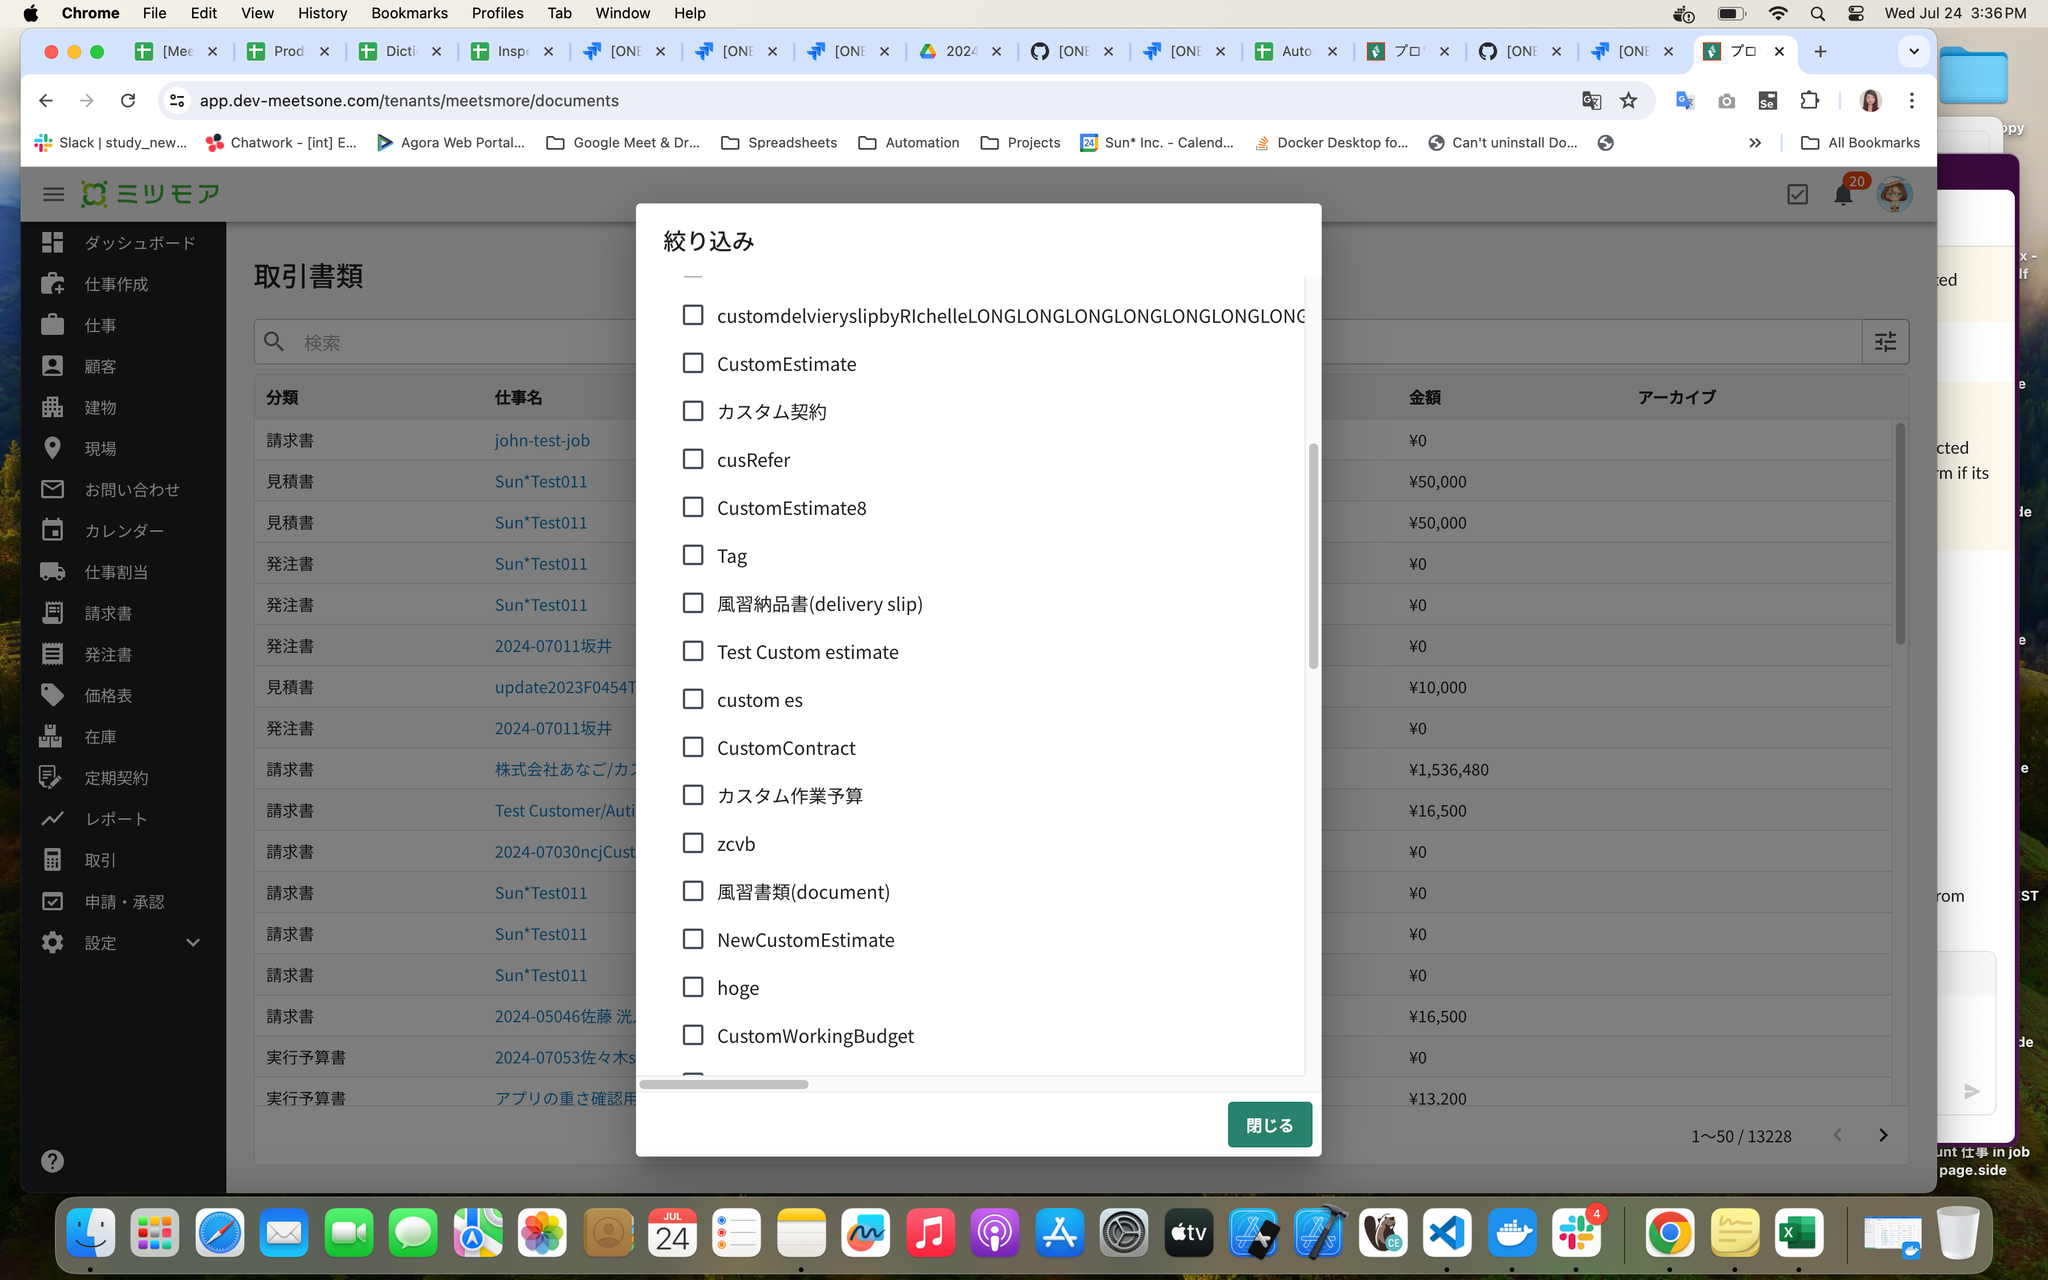 Chrome File Edit View History Bookmarks Profiles Tab Window Help Wed Jul 24 3:36 PM
[Mee Prod Dicti Insp [ONE [ONE [ONE 2024 [ONE [ONE Auto プロ [ONE [ONE プロ
app.dev-meetsone.com/tenants/meetsmore/documents
Slack | study_new... Chatwork - [int] E... Agora Web Portal... Google Meet & Dr... Spreadsheets Automation Projects 24 Sun* Inc. - Calend... Docker Desktop fo... Can't uninstall Do... All Bookmarks
ミツモア
20
ダッシュボード
仕事作成
仕事
顧客
建物
現場
お問い合わせ
カレンダー
仕事割当
請求書
発注書
価格表
在庫
定期契約
レポート
取引
申請・承認
設定
取引書類
検索
分類 仕事名 金額 アーカイブ
請求書 john-test-job ¥0
見積書 Sun*Test011 ¥50,000
見積書 Sun*Test011 ¥50,000
発注書 Sun*Test011 ¥0
発注書 Sun*Test011 ¥0
発注書 2024-07011坂井 ¥0
見積書 update2023F0454T ¥10,000
発注書 2024-07011坂井 ¥0
請求書 株式会社あなご/カス ¥1,536,480
請求書 Test Customer/Auti ¥16,500
請求書 2024-07030ncjCust ¥0
請求書 Sun*Test011 ¥0
請求書 Sun*Test011 ¥0
請求書 Sun*Test011 ¥0
請求書 2024-05046佐藤 洸 ¥16,500
実行予算書 2024-07053佐々木s ¥0
実行予算書 アプリの重さ確認用 ¥13,200
1〜50 / 13228
絞り込み
customdelvieryslipbyRIchelleLONGLONGLONGLONGLONGLONGLONG
CustomEstimate
カスタム契約
cusRefer
CustomEstimate8
Tag
風習納品書(delivery slip)
Test Custom estimate
custom es
CustomContract
カスタム作業予算
zcvb
風習書類(document)
NewCustomEstimate
hoge
CustomWorkingBudget
閉じる
opy
x -
lf
ted
e
cted
m if its
de
e
e
rom
EST
de
unt 仕事 in job
page.side
JUL
24
tv
CE
4